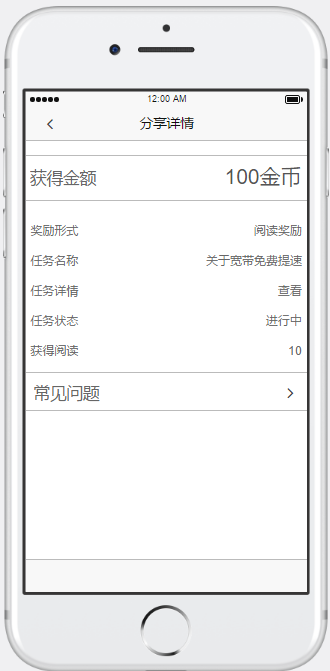 12:00 AM
分享详情
获得金额 100金币
奖励形式 阅读奖励
任务名称 关于宽带免费提速
任务详情 查看
任务状态 进行中
获得阅读 10
常见问题